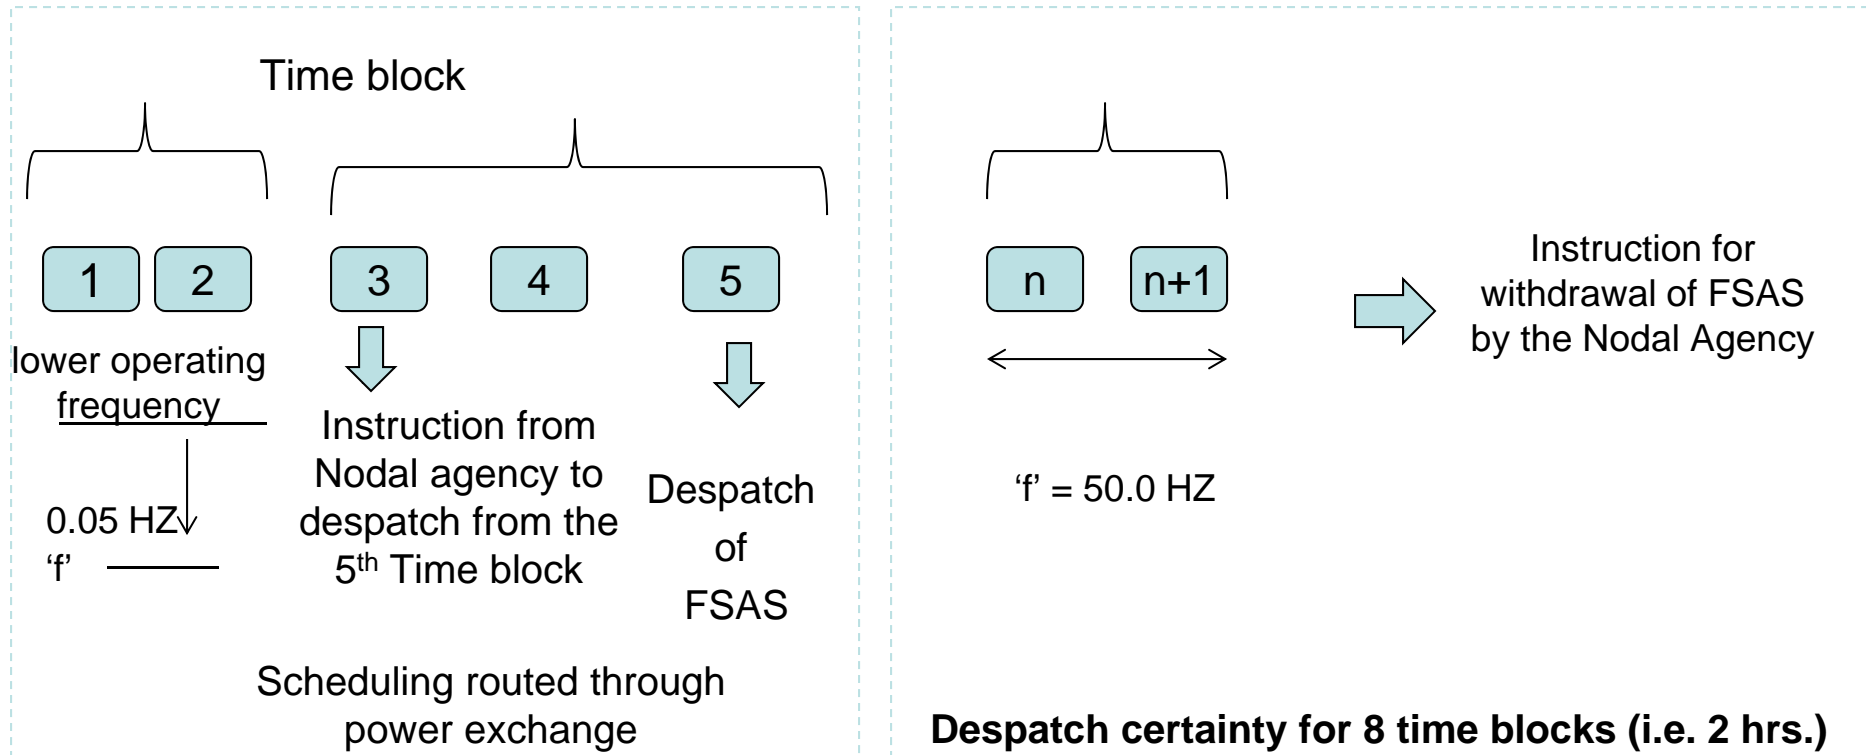 Time block
1
2
3
4
5
lower operating
frequency
0.05 HZ
‘f’
Instruction from
Nodal agency to
despatch from the
5th Time block
Despatch
of
FSAS
Scheduling routed through
power exchange
n
n+1
‘f’ = 50.0 HZ
Instruction for
withdrawal of FSAS
by the Nodal Agency
Despatch certainty for 8 time blocks (i.e. 2 hrs.)